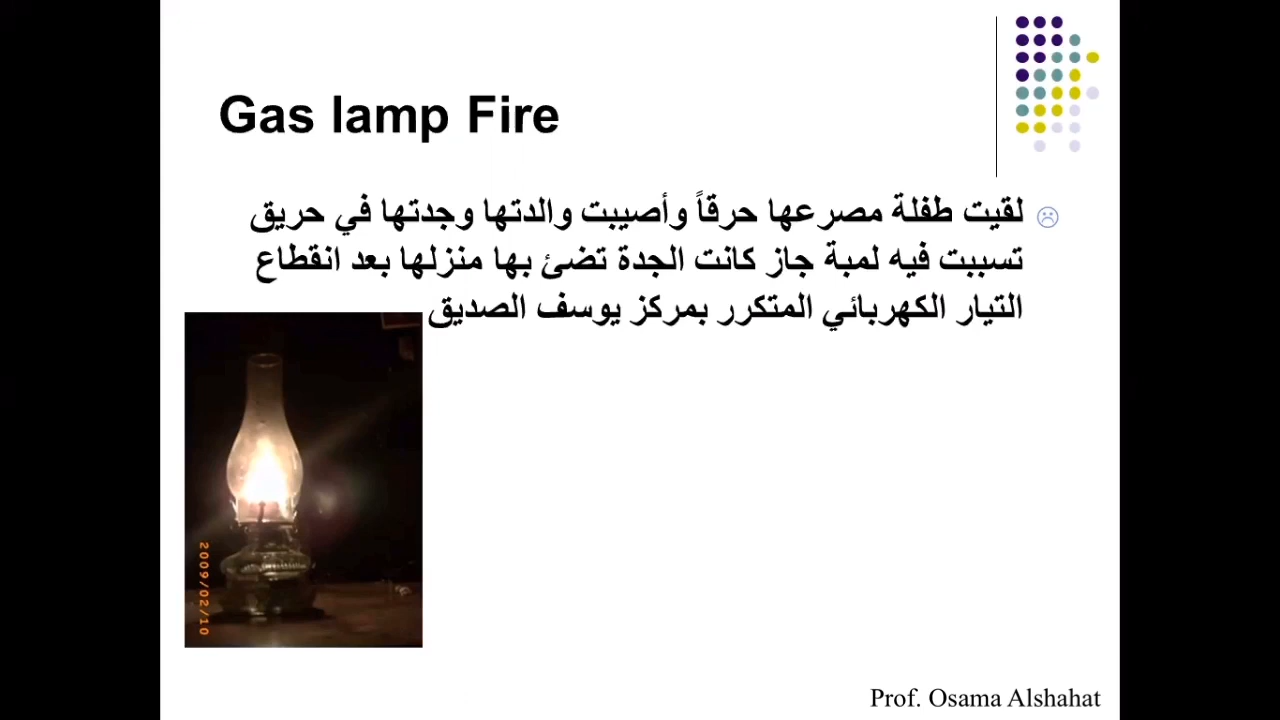 Gas lamp Fire
لقيت طفلة مصرعها حرقاً وأصيبت والدتها وجدتها في حريق
تسببت فيه لمبة جاز كانت الجدة تضئ بها منزلها بعد انقطاع
التيار الكهربائي المتكرر بمركز يوسف الصديق
2009/02/10
Prof. Osama Alshahat